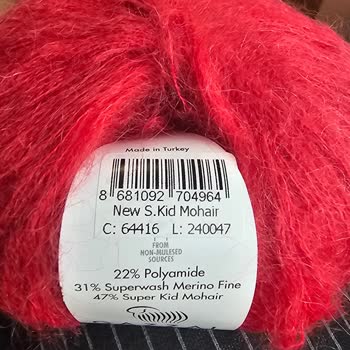 Made in Turkey
8 681092 704964
New S.Kid Mohair
C: 64416 L: 240047
FROM
NON-MULESED
SOURCES
22% Polyamide
31% Superwash Merino Fine
47% Super Kid Mohair